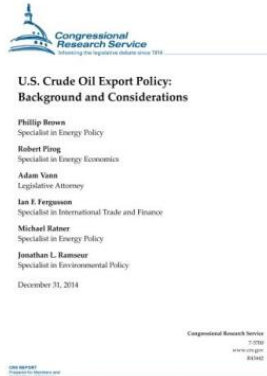 Congressional
Research Service
Informing the legislative debate since 1914
U.S. Crude Oil Export Policy:
Background and Considerations
Phillip Brown
Specialist in Energy Policy
Robert Pirog
Specialist in Energy Economics
Adam Vann
Legislative Attorney
Ian F. Fergusson
Specialist in International Trade and Finance
Michael Ratner
Specialist in Energy Policy
Jonathan L. Ramseur
Specialist in Environmental Policy
December 31, 2014
Congressional Research Service
7-5700
www.crs.gov
R43442
CRS REPORT
Prepared for Members and